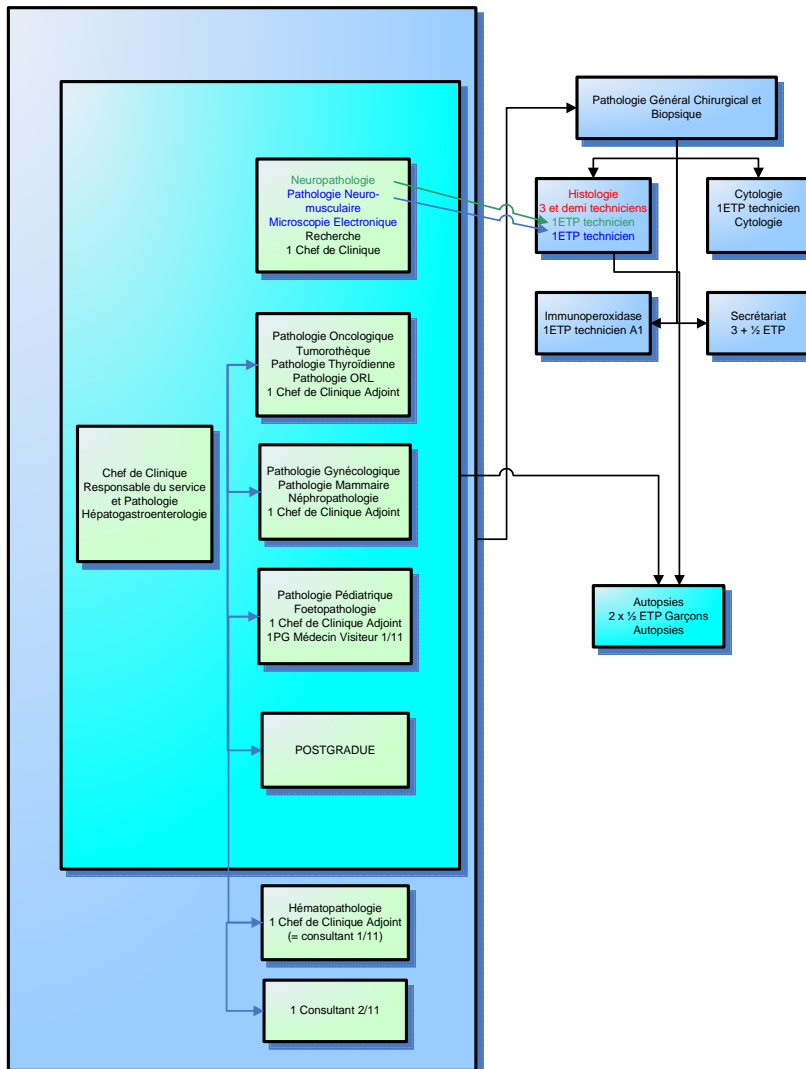 Pathologie Général Chirurgical et
Biopsique
Neuropathologie
Pathologie Neuro-
musculaire
Microscopie Electronique
Recherche
1 Chef de Clinique
Histologie
3 et demi techniciens
1ETP technicien
1ETP technicien
Cytologie
1ETP technicien
Cytologie
Immunoperoxidase
1ETP technicien A1
Secrétariat
3 + ½ ETP
Pathologie Oncologique
Tumorothèque
Pathologie Thyroïdienne
Pathologie ORL
1 Chef de Clinique Adjoint
Chef de Clinique
Responsable du service
et Pathologie
Hépatogastroenterologie
Pathologie Gynécologique
Pathologie Mammaire
Néphropathologie
1 Chef de Clinique Adjoint
Pathologie Pédiatrique
Foetopathologie
1 Chef de Clinique Adjoint
1PG Médecin Visiteur 1/11
Autopsies
2 x ½ ETP Garçons
Autopsies
POSTGRADUE
Hématopathologie
1 Chef de Clinique Adjoint
(= consultant 1/11)
1 Consultant 2/11